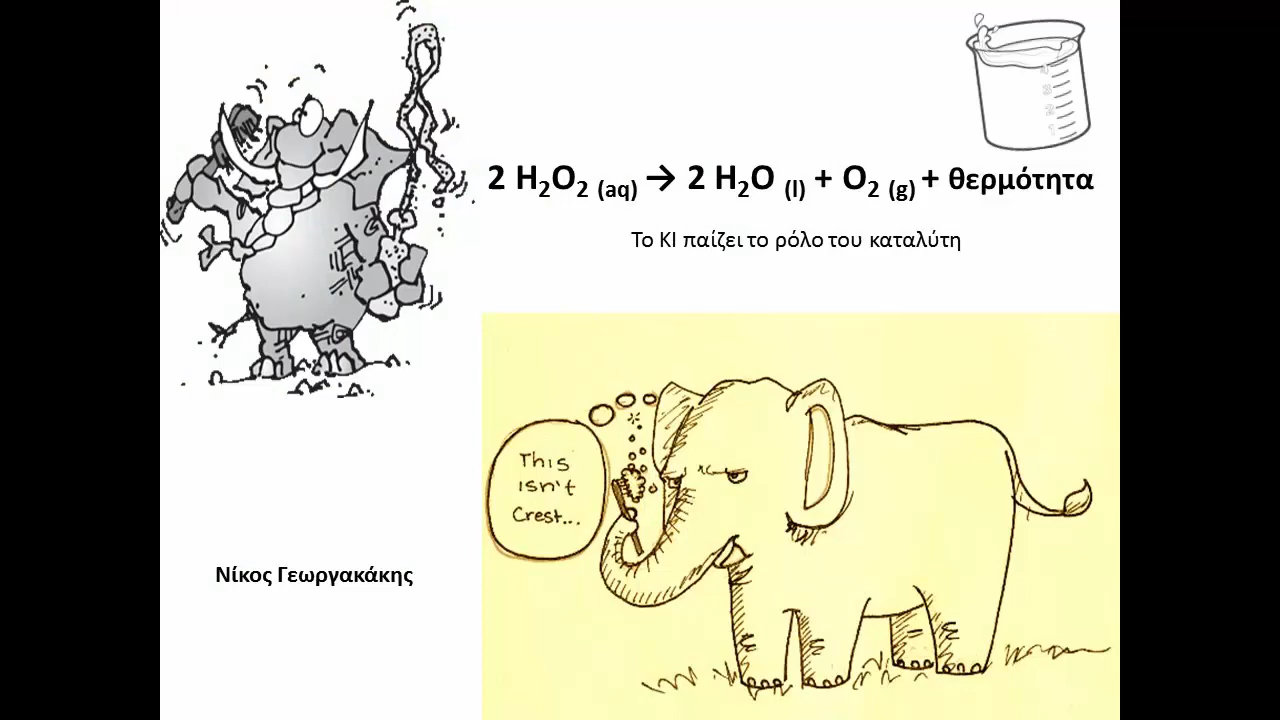 2 H₂O₂ (aq) → 2 H₂O (l) + O₂ (g) + θερμότητα
Το KI παίζει το ρόλο του καταλύτη
This
isn't
Crest...
Νίκος Γεωργακάκης